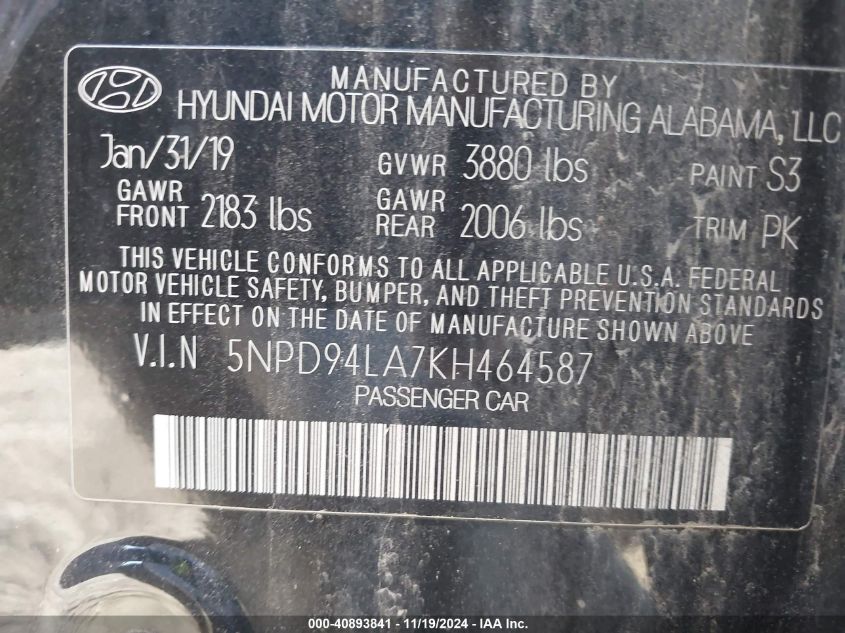 MANUFACTURED BY
HYUNDAI MOTOR MANUFACTURING ALABAMA, LLC
Jan/31/19 GVWR 3880 lbs PAINT S3
GAWR FRONT 2183 lbs GAWR REAR 2006 lbs TRIM PK
THIS VEHICLE CONFORMS TO ALL APPLICABLE U.S.A. FEDERAL
MOTOR VEHICLE SAFETY, BUMPER, AND THEFT PREVENTION STANDARDS
IN EFFECT ON THE DATE OF MANUFACTURE SHOWN ABOVE
V.I.N 5NPD94LA7KH464587
PASSENGER CAR
000-40893841 - 11/19/2024 - IAA Inc.